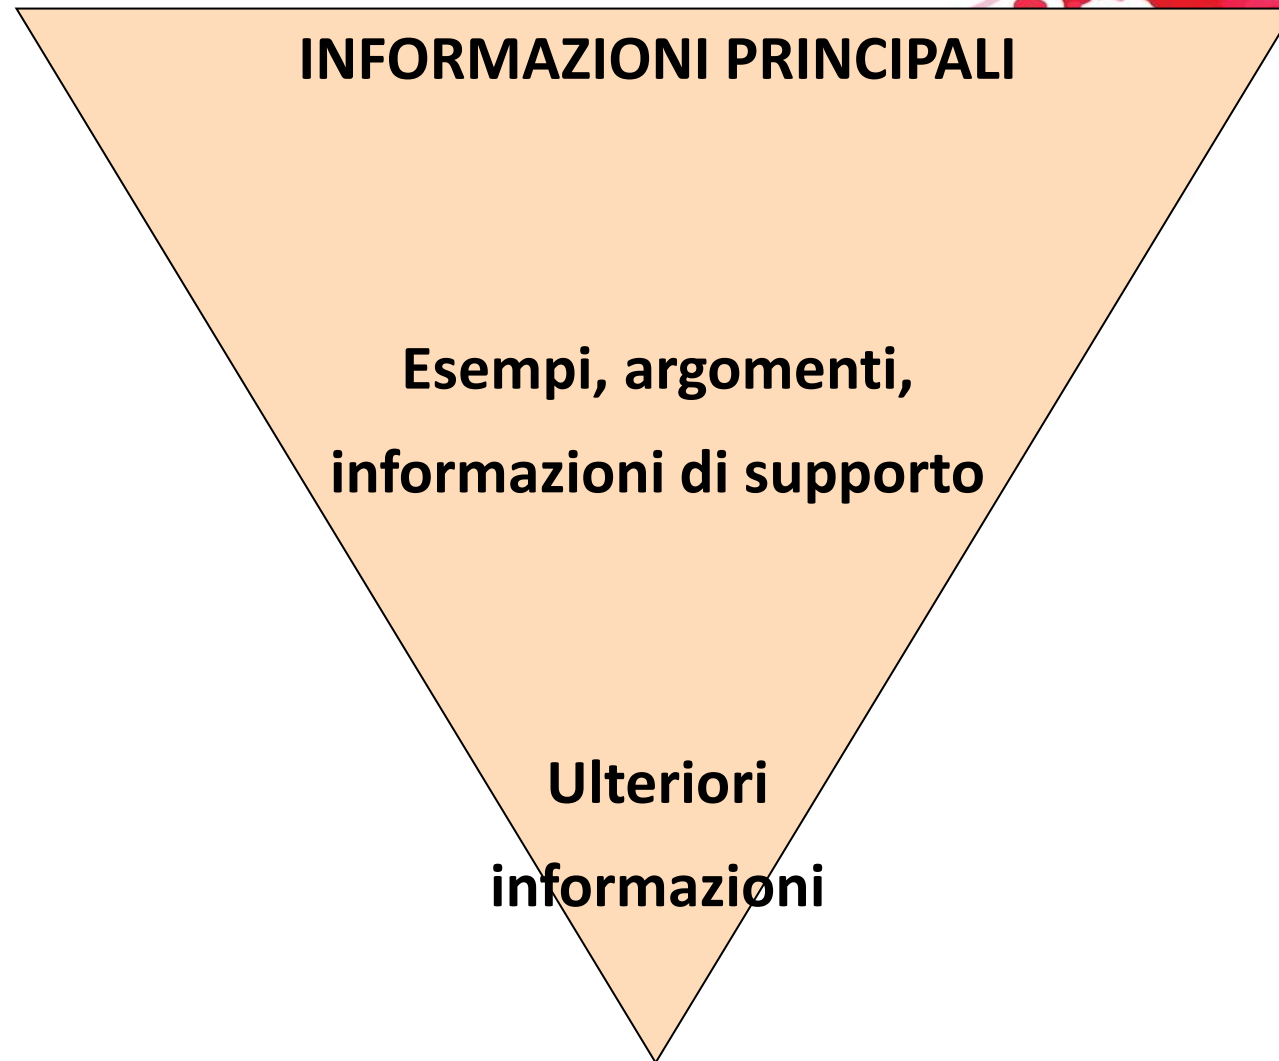 INFORMAZIONI PRINCIPALI
Esempi, argomenti,
informazioni di supporto
Ulteriori
informazioni